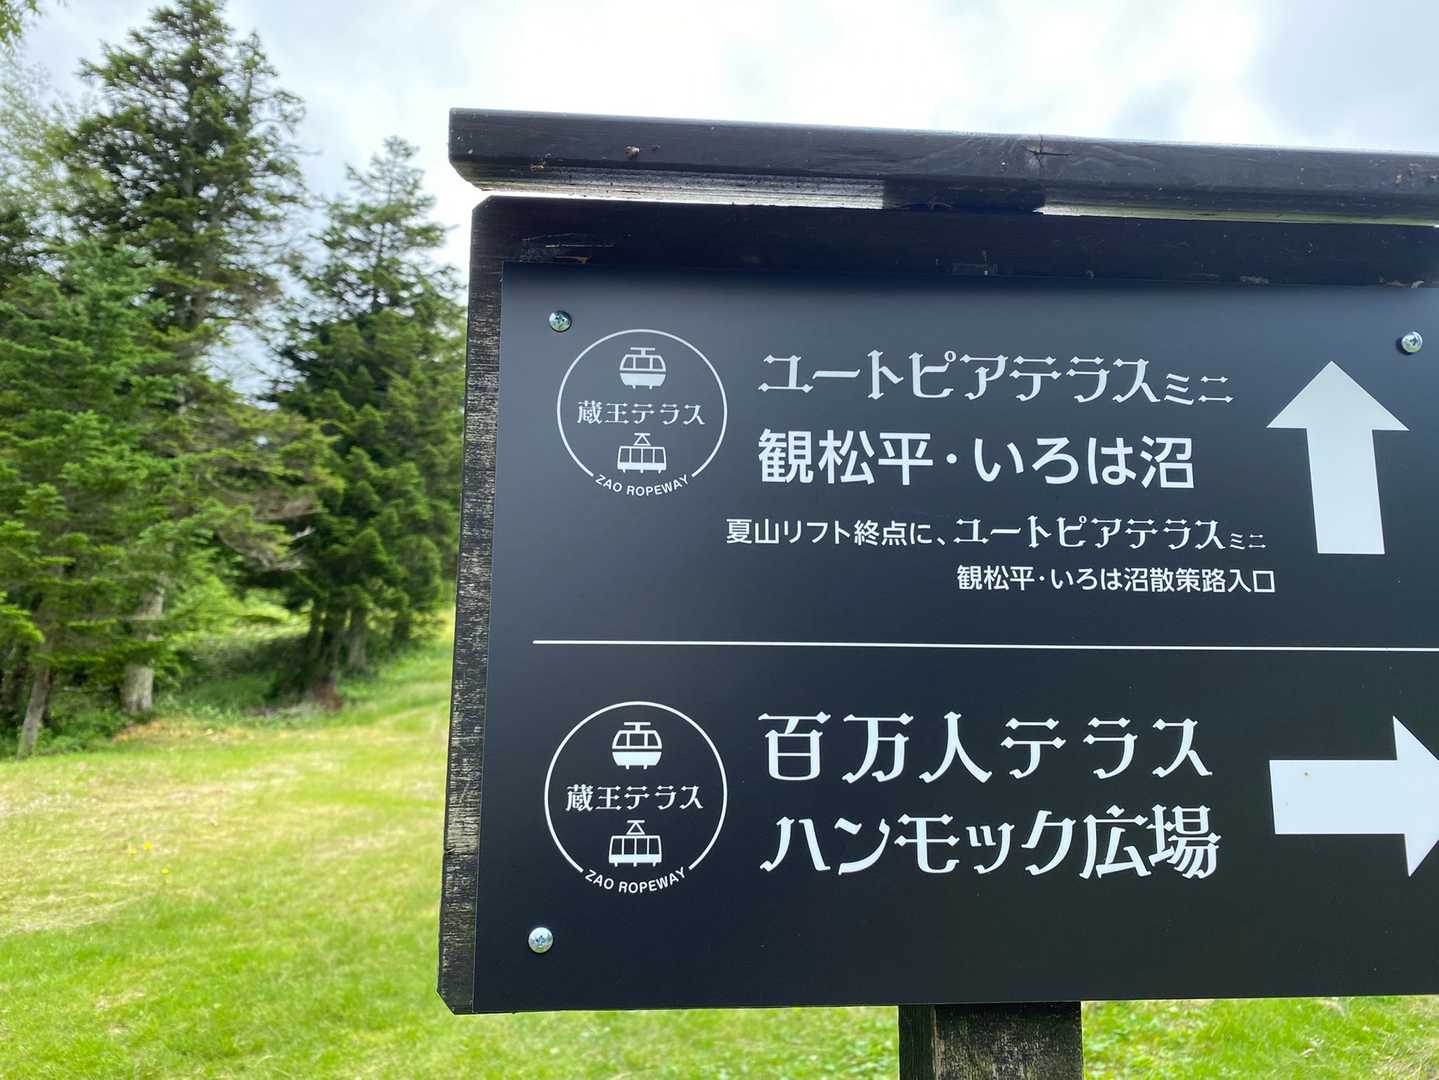 蔵王テラス
ZAO ROPEWAY
ユートピアテラスミニ
観松平・いろは沼
夏山リフト終点に、ユートピアテラスミニ
観松平・いろは沼散策路入口
蔵王テラス
ZAO ROPEWAY
百万人テラス
ハンモック広場